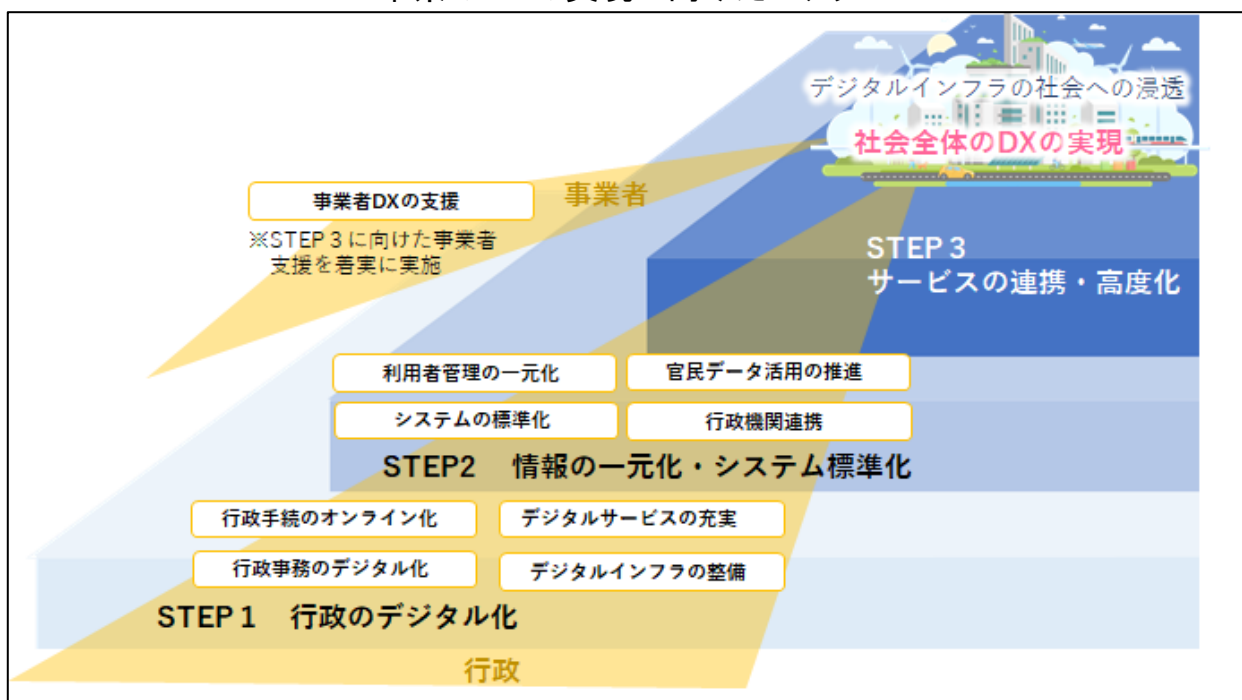 デジタルインフラの社会への浸透
社会全体のDXの実現
事業者
事業者DXの支援
※STEP3に向けた事業者
支援を着実に実施
STEP3
サービスの連携・高度化
利用者管理の一元化
官民データ活用の推進
システムの標準化
行政機関連携
STEP2 情報の一元化・システム標準化
行政手続のオンライン化
デジタルサービスの充実
行政事務のデジタル化
デジタルインフラの整備
STEP1 行政のデジタル化
行政